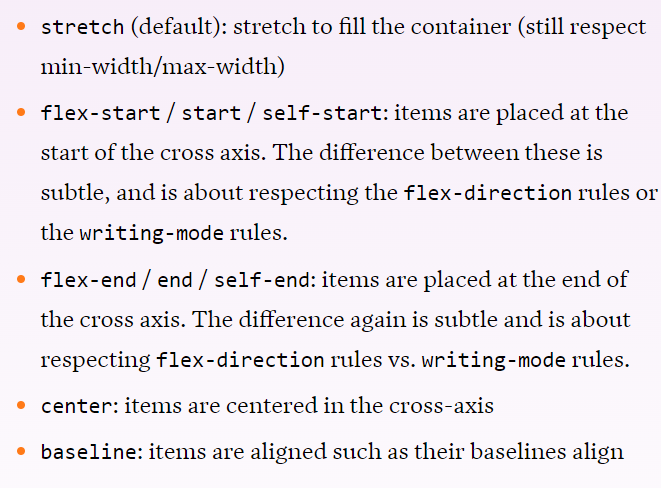 • stretch (default): stretch to fill the container (still respect
min-width/max-width)
• flex-start / start / self-start: items are placed at the
start of the cross axis. The difference between these is
subtle, and is about respecting the flex-direction rules or
the writing-mode rules.
• flex-end / end / self-end: items are placed at the end of
the cross axis. The difference again is subtle and is about
respecting flex-direction rules vs. writing-mode rules.
• center: items are centered in the cross-axis
• baseline: items are aligned such as their baselines align